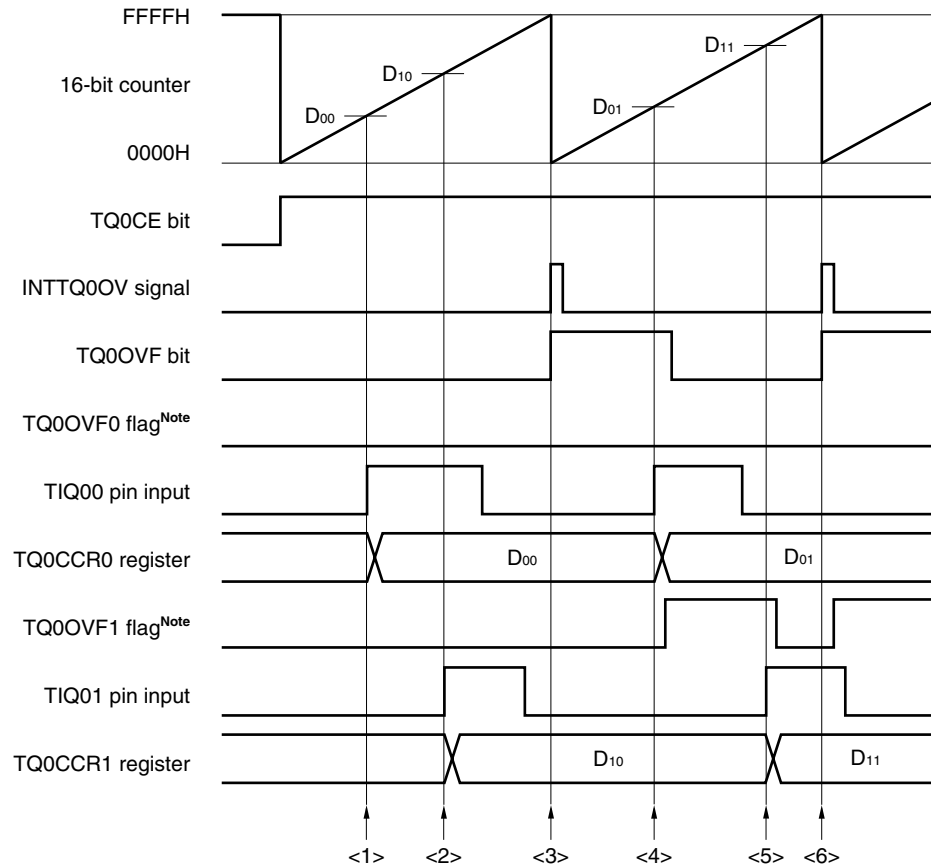 FFFFH
D11
D10
16-bit counter
D01
D00
0000H
TQ0CE bit
INTTQ0OV signal
TQ0OVF bit
TQ0OVF0 flagNote
TIQ00 pin input
TQ0CCR0 register
D00
D01
TQ0OVF1 flagNote
TIQ01 pin input
TQ0CCR1 register
D10
D11
<1> <2> <3> <4> <5> <6>